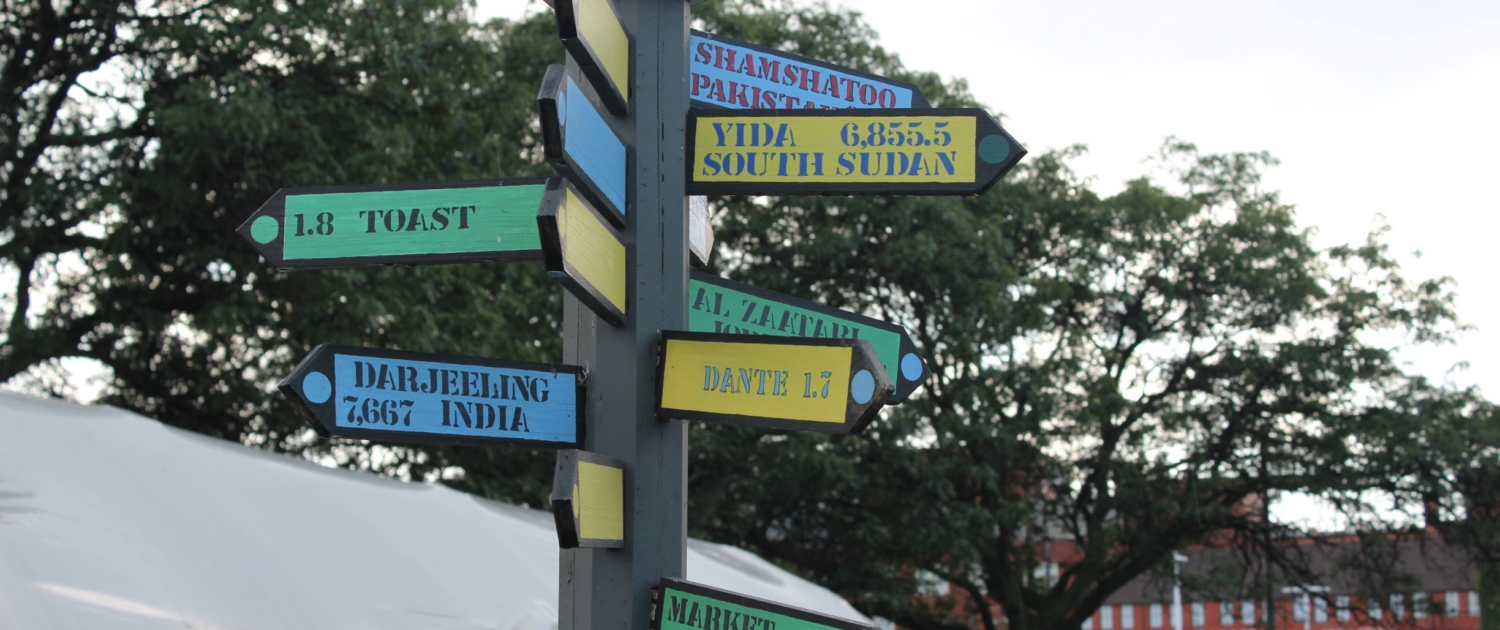 SHAMSHATOO
PAKISTAN
YIDA 6,855.5
SOUTH SUDAN
1.8 TOAST
AL ZAATARI
DARJEELING
7,667 INDIA
DANTE 1.7
MARKET